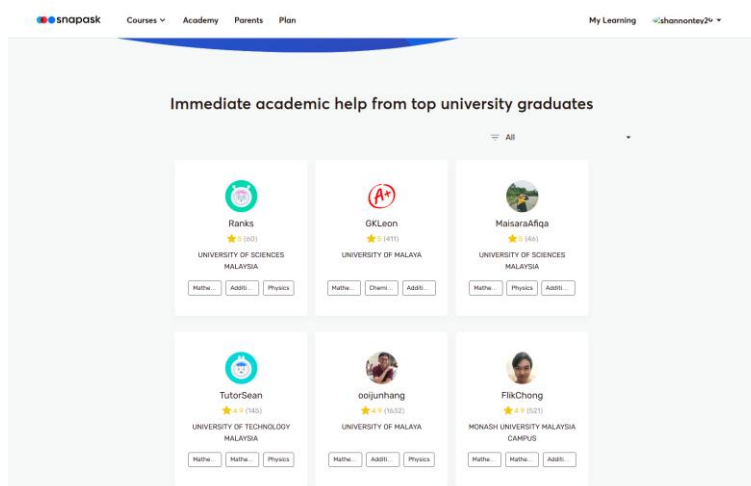 snapask Courses Academy Parents Plan My Learning shannontey24
Immediate academic help from top university graduates
All
A+
Ranks GKLeon MaisaraAfiqa
5 (60) 5 (411) 5 (46)
UNIVERSITY OF SCIENCES MALAYSIA UNIVERSITY OF MALAYA UNIVERSITY OF SCIENCES MALAYSIA
Mathe... Additi... Physics Mathe... Chemi... Additi... Mathe... Physics Additi...
TutorSean ooijunhang FlikChong
4.9 (145) 4.9 (1632) 4.9 (521)
UNIVERSITY OF TECHNOLOGY MALAYSIA UNIVERSITY OF MALAYA MONASH UNIVERSITY MALAYSIA CAMPUS
Mathe... Mathe... Physics Mathe... Additi... Physics Mathe... Mathe... Additi...